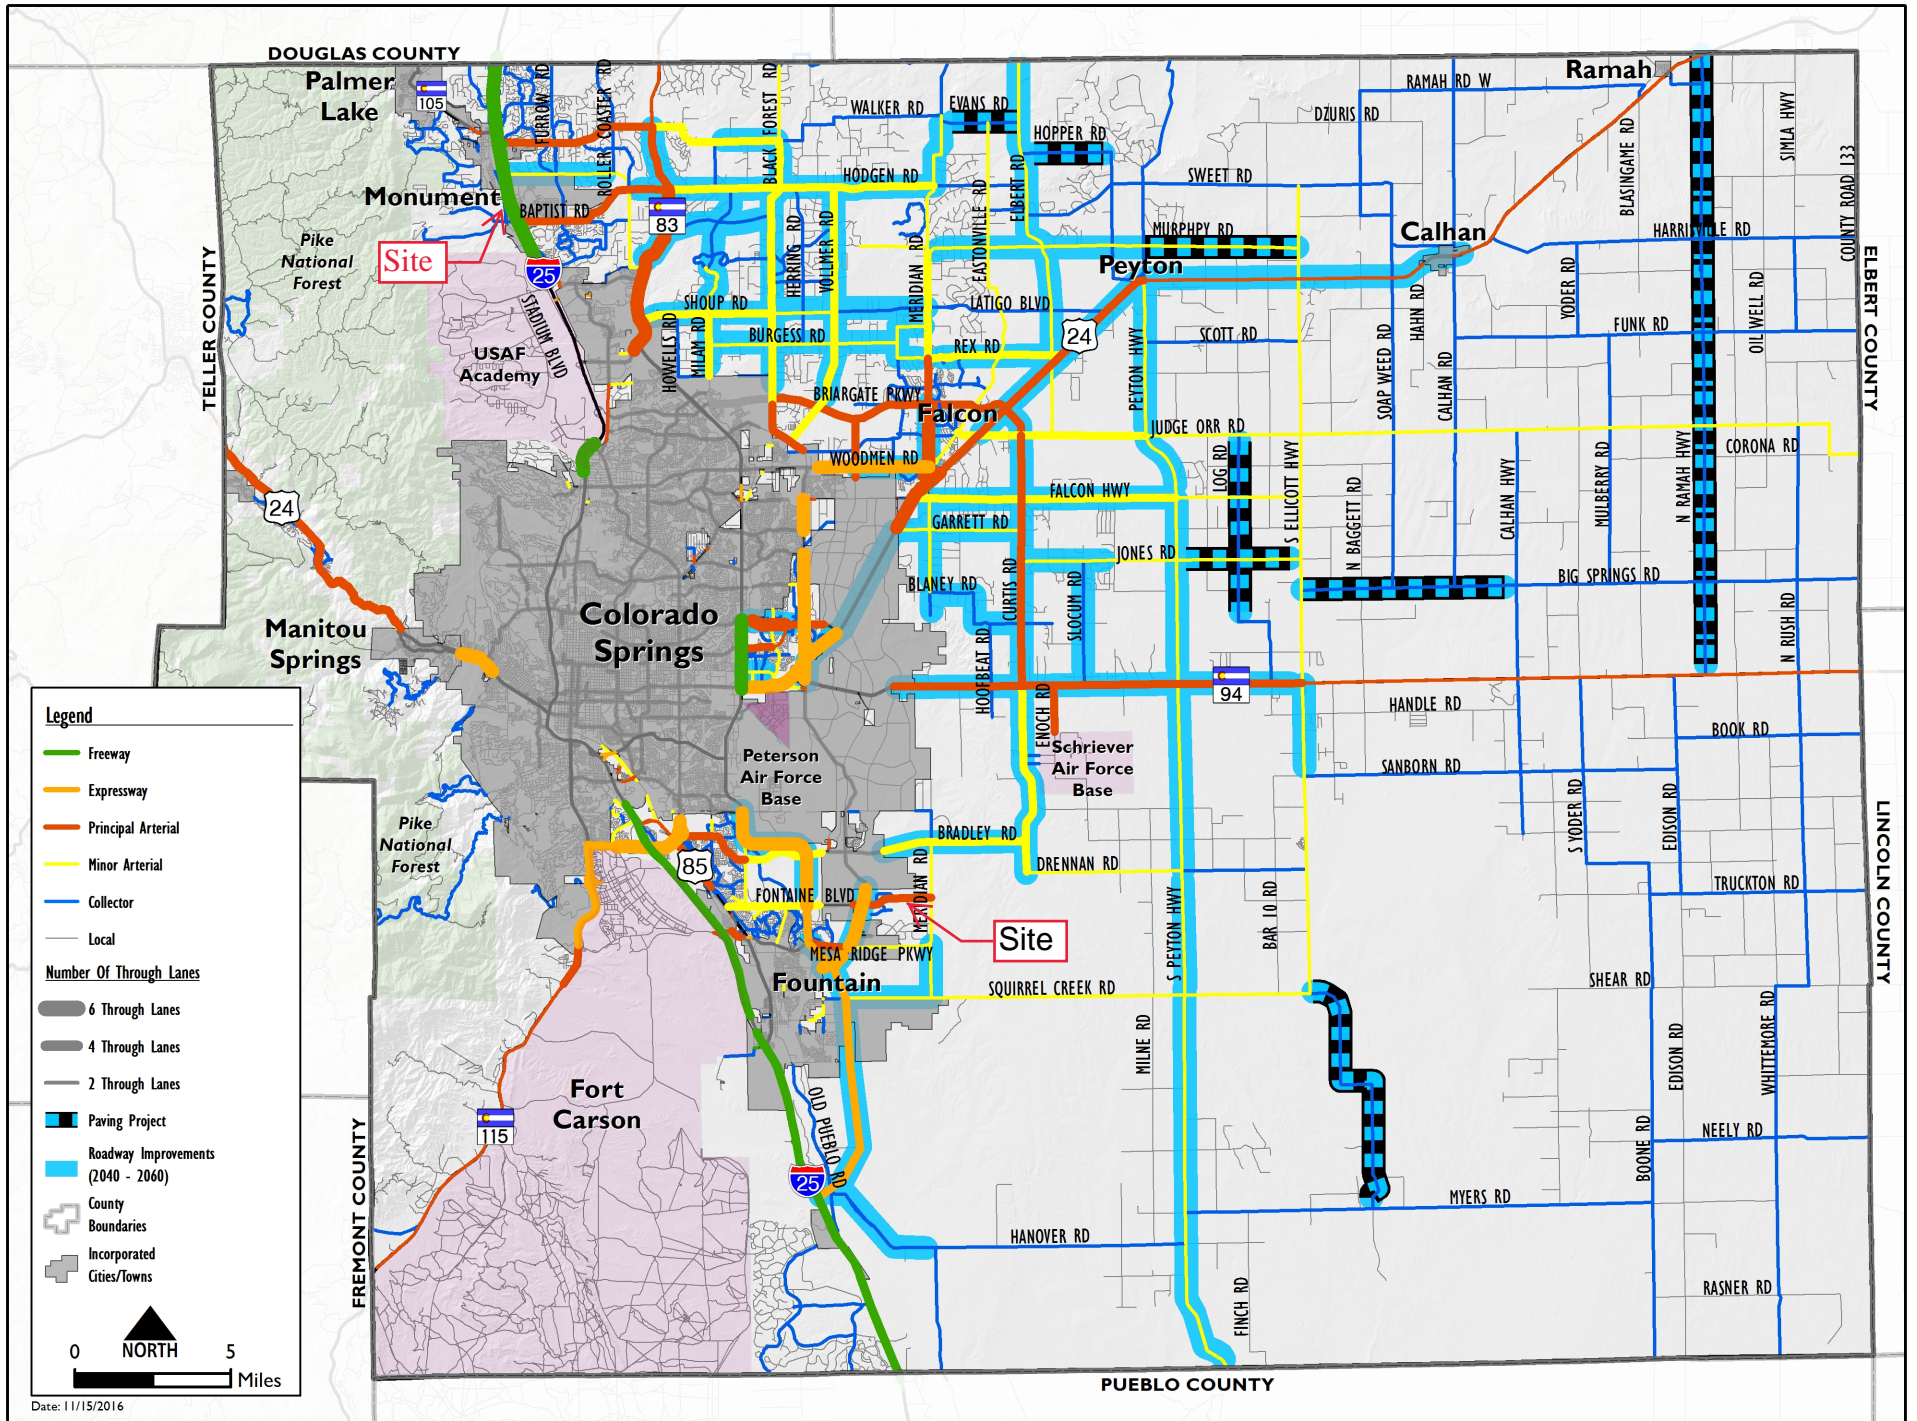 DOUGLAS COUNTY
Palmer
Lake
105
FURROW RD
ROLLER COASTER RD
BLACK FOREST RD
WALKER RD
EVANS RD
HOPPER RD
RAMAH RD W
DZURIS RD
Ramah
BLASINGAME RD
SIMLA HWY
COUNTY ROAD 133
Monument
BAPTIST RD
83
HODGEN RD
SWEET RD
Site
Pike
National
Forest
25
HERRING RD
VOLLMER RD
MERIDIAN RD
EASTONVILLE RD
ELBERT RD
MURPHPY RD
Peyton
Calhan
HARRISVILLE RD
TELLER COUNTY
ELBERT COUNTY
STADIUM BLVD
USAF
Academy
SHOUP RD
HOWELLS RD
MILAM RD
BURGESS RD
LATIGO BLVD
REX RD
24
PEYTON HWY
SCOTT RD
SOAP WEED RD
HAHN RD
CALHAN RD
YODER RD
FUNK RD
OIL WELL RD
BRIARGATE PKWY
Falcon
JUDGE ORR RD
WOODMEN RD
CORONA RD
24
FALCON HWY
LOG RD
S ELLICOTT HWY
N BAGGETT RD
CALHAN HWY
MULBERRY RD
N RAMAH HWY
GARRETT RD
JONES RD
BLANEY RD
CURTIS RD
SLOCUM RD
BIG SPRINGS RD
Colorado
Springs
Manitou
Springs
HOOFBEAT RD
N RUSH RD
94
ENOCH RD
HANDLE RD
BOOK RD
Schriever
Air Force
Base
Peterson
Air Force
Base
SANBORN RD
S YODER RD
EDISON RD
LINCOLN COUNTY
Pike
National
Forest
85
BRADLEY RD
DRENNAN RD
MERIDIAN RD
FONTAINE BLVD
TRUCKTON RD
S PEYTON HWY
BAR 10 RD
Site
MESA RIDGE PKWY
Fountain
SQUIRREL CREEK RD
SHEAR RD
MILNE RD
EDISON RD
WHITTEMORE RD
Fort
Carson
115
OLD PUEBLO RD
25
BOONE RD
NEELY RD
MYERS RD
FREMONT COUNTY
HANOVER RD
FINCH RD
RASNER RD
PUEBLO COUNTY
Legend
Freeway
Expressway
Principal Arterial
Minor Arterial
Collector
Local
Number Of Through Lanes
6 Through Lanes
4 Through Lanes
2 Through Lanes
Paving Project
Roadway Improvements
(2040 - 2060)
County
Boundaries
Incorporated
Cities/Towns
NORTH
0 5
Miles
Date: 11/15/2016